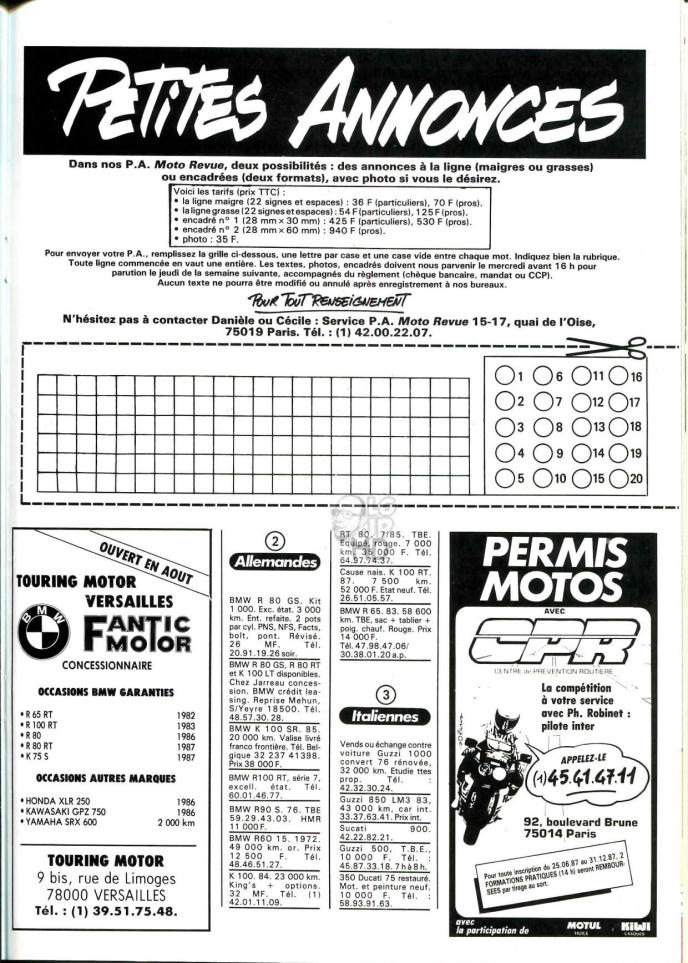 PETITES ANNONCES
Dans nos P.A. Moto Revue, deux possibilités : des annonces à la ligne (maigres ou grasses)
ou encadrées (deux formats), avec photo si vous le désirez.
Voici les tarifs (prix TTC) :
• la ligne maigre (22 signes et espaces) : 36 F (particuliers), 70 F (pros).
• la ligne grasse (22 signes et espaces) : 54 F (particuliers), 125 F (pros).
• encadré n° 1 (28 mm × 30 mm) : 425 F (particuliers), 530 F (pros).
• encadré n° 2 (28 mm × 60 mm) : 940 F (pros).
• photo : 35 F.
Pour envoyer votre P.A., remplissez la grille ci-dessous, une lettre par case et une case vide entre chaque mot. Indiquez bien la rubrique.
Toute ligne commencée en vaut une entière. Les textes, photos, encadrés doivent nous parvenir le mercredi avant 16 h pour
parution le jeudi de la semaine suivante, accompagnés du règlement (chèque bancaire, mandat ou CCP).
Aucun texte ne pourra être modifié ou annulé après enregistrement à nos bureaux.
POUR TOUT RENSEIGNEMENT
N'hésitez pas à contacter Danièle ou Cécile : Service P.A. Moto Revue 15-17, quai de l'Oise,
75019 Paris. Tél. : (1) 42.00.22.07.
1 6 11 16
2 7 12 17
3 8 13 18
4 9 14 19
5 10 15 20
OUVERT EN AOUT
TOURING MOTOR
VERSAILLES
BMW
FANTIC
MOTOR
CONCESSIONNAIRE
OCCASIONS BMW GARANTIES
• R 65 RT 1982
• R 100 RT 1983
• R 80 1986
• R 80 RT 1987
• K 75 S 1987
OCCASIONS AUTRES MARQUES
• HONDA XLR 250 1986
• KAWASAKI GPZ 750 1986
• YAMAHA SRX 600 2 000 km
TOURING MOTOR
9 bis, rue de Limoges
78000 VERSAILLES
Tél. : (1) 39.51.75.48.
2
Allemandes
BMW R 80 GS. Kit
1 000. Exc. état. 3 000
km. Ent. refaite. 2 pots
par cyl. PNS, NFS, Facts,
bolt, pont. Révisé.
26 MF. Tél.
20.91.19.26 soir.
BMW R 80 GS, R 80 RT
et K 100 LT disponibles.
Chez Jarreau conces-
sion. BMW crédit lea-
sing. Reprise Mehun,
S/Yeyre 18500. Tél.
48.57.30.28.
BMW K 100 SR. 85.
20 000 km. Valise livré
franco frontière. Tél. Bel-
gique 32 237 41398.
Prix 38 000 F.
BMW R100 RT, série 7,
excell. état. Tél.
60.01.46.77.
BMW R90 S. 76. TBE
59.29.43.03. HMR
11 000 F.
BMW R60 15. 1972.
49 000 km. or. Prix
12 500 F. Tél.
48.46.51.27.
K 100. 84. 23 000 km.
King's + options.
32 MF. Tél. (1)
42.01.11.09.
RT 80. 7/85. TBE.
Equipé, rouge. 7 000
km. 35 000 F. Tél.
64.97.74.37.
Cause nais. K 100 RT.
87. 7 500 km.
52 000 F. Etat neuf. Tél.
26.51.05.57.
BMW R 65. 83. 58 600
km. TBE, sac + tablier +
poig. chauf. Rouge. Prix
14 000 F.
Tél. 47.98.47.06/
30.38.01.20 a.p.
3
Italiennes
Vends ou échange contre
voiture Guzzi 1000
convert 76 rénovée,
32 000 km. Etudie ttes
prop. Tél. :
42.32.30.24.
Guzzi 850 LM3 83,
43 000 km, car int.
33.37.63.41. Prix int.
Sucati 900.
42.22.82.21.
Guzzi 500, T.B.E.,
10 000 F. Tél. :
45.87.33.18. 7 h à 8 h.
350 Ducati 75 restauré.
Mot. et peinture neuf.
10 000 F. Tél. :
58.93.91.63.
PERMIS
MOTOS
AVEC
CPR
CENTRE de PREVENTION ROUTIERE
La compétition
à votre service
avec Ph. Robinet :
pilote inter
APPELEZ-LE
(1) 45.41.47.11
92, boulevard Brune
75014 Paris
Pour toute inscription du 25.06.87 au 31.12.87, 2
FORMATIONS PRATIQUES (14 h) seront REMBOUR-
SEES par tirage au sort.
avec
la participation de
MOTUL
HUILE
KIWI
CASQUES